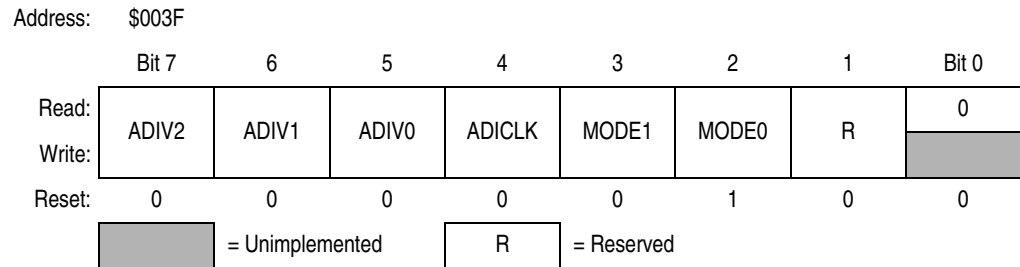 Address: $003F
Bit 7 6 5 4 3 2 1 Bit 0
Read: ADIV2 ADIV1 ADIV0 ADICLK MODE1 MODE0 R 0
Write:
Reset: 0 0 0 0 0 1 0 0
= Unimplemented R = Reserved